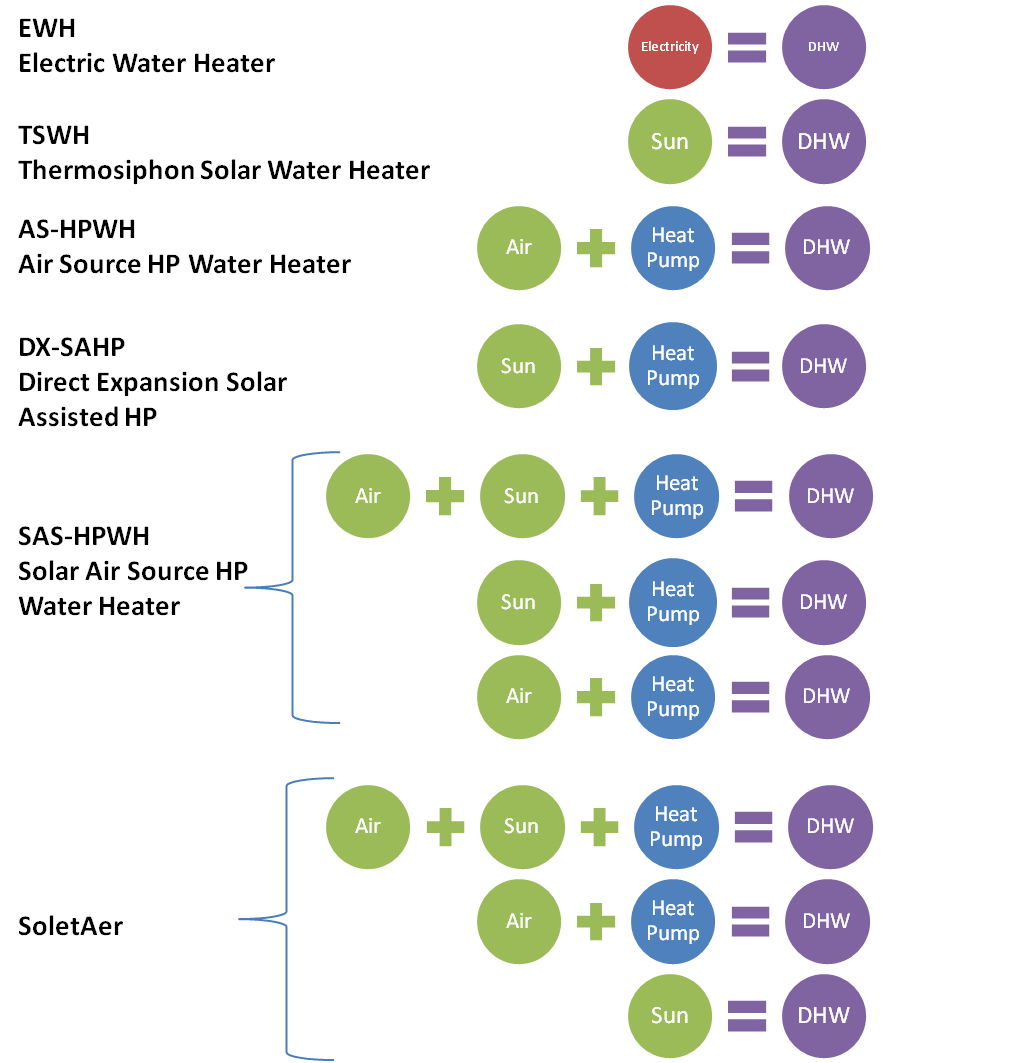 EWH
Electric Water Heater
Electricity
DHW
TSWH
Thermosiphon Solar Water Heater
Sun
DHW
AS-HPWH
Air Source HP Water Heater
Air
Heat
Pump
DHW
DX-SAHP
Direct Expansion Solar
Assisted HP
Sun
Heat
Pump
DHW
SAS-HPWH
Solar Air Source HP
Water Heater
Air
Sun
Heat
Pump
DHW
Sun
Heat
Pump
DHW
Air
Heat
Pump
DHW
SoletAer
Air
Sun
Heat
Pump
DHW
Air
Heat
Pump
DHW
Sun
DHW